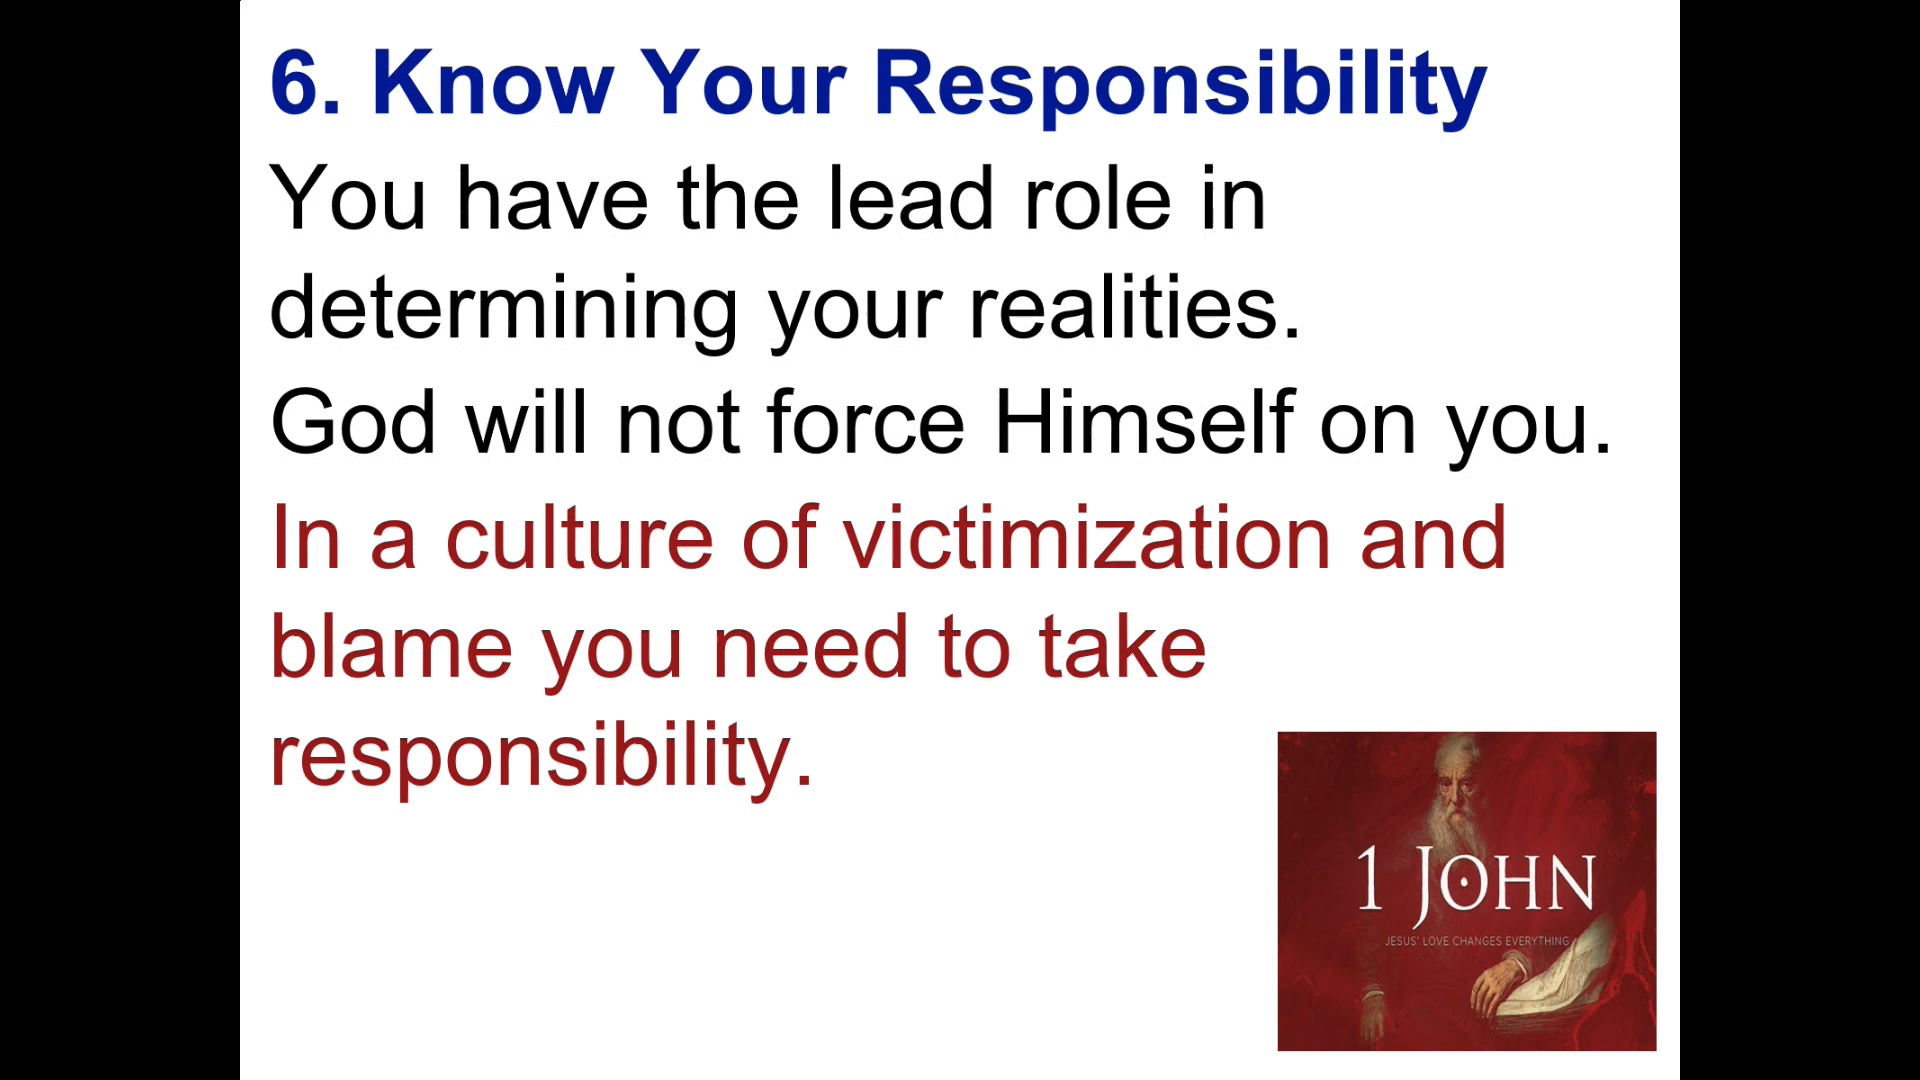 6. Know Your Responsibility
You have the lead role in
determining your realities.
God will not force Himself on you.
In a culture of victimization and
blame you need to take
responsibility.
1 JOHN
JESUS' LOVE CHANGES EVERYTHING